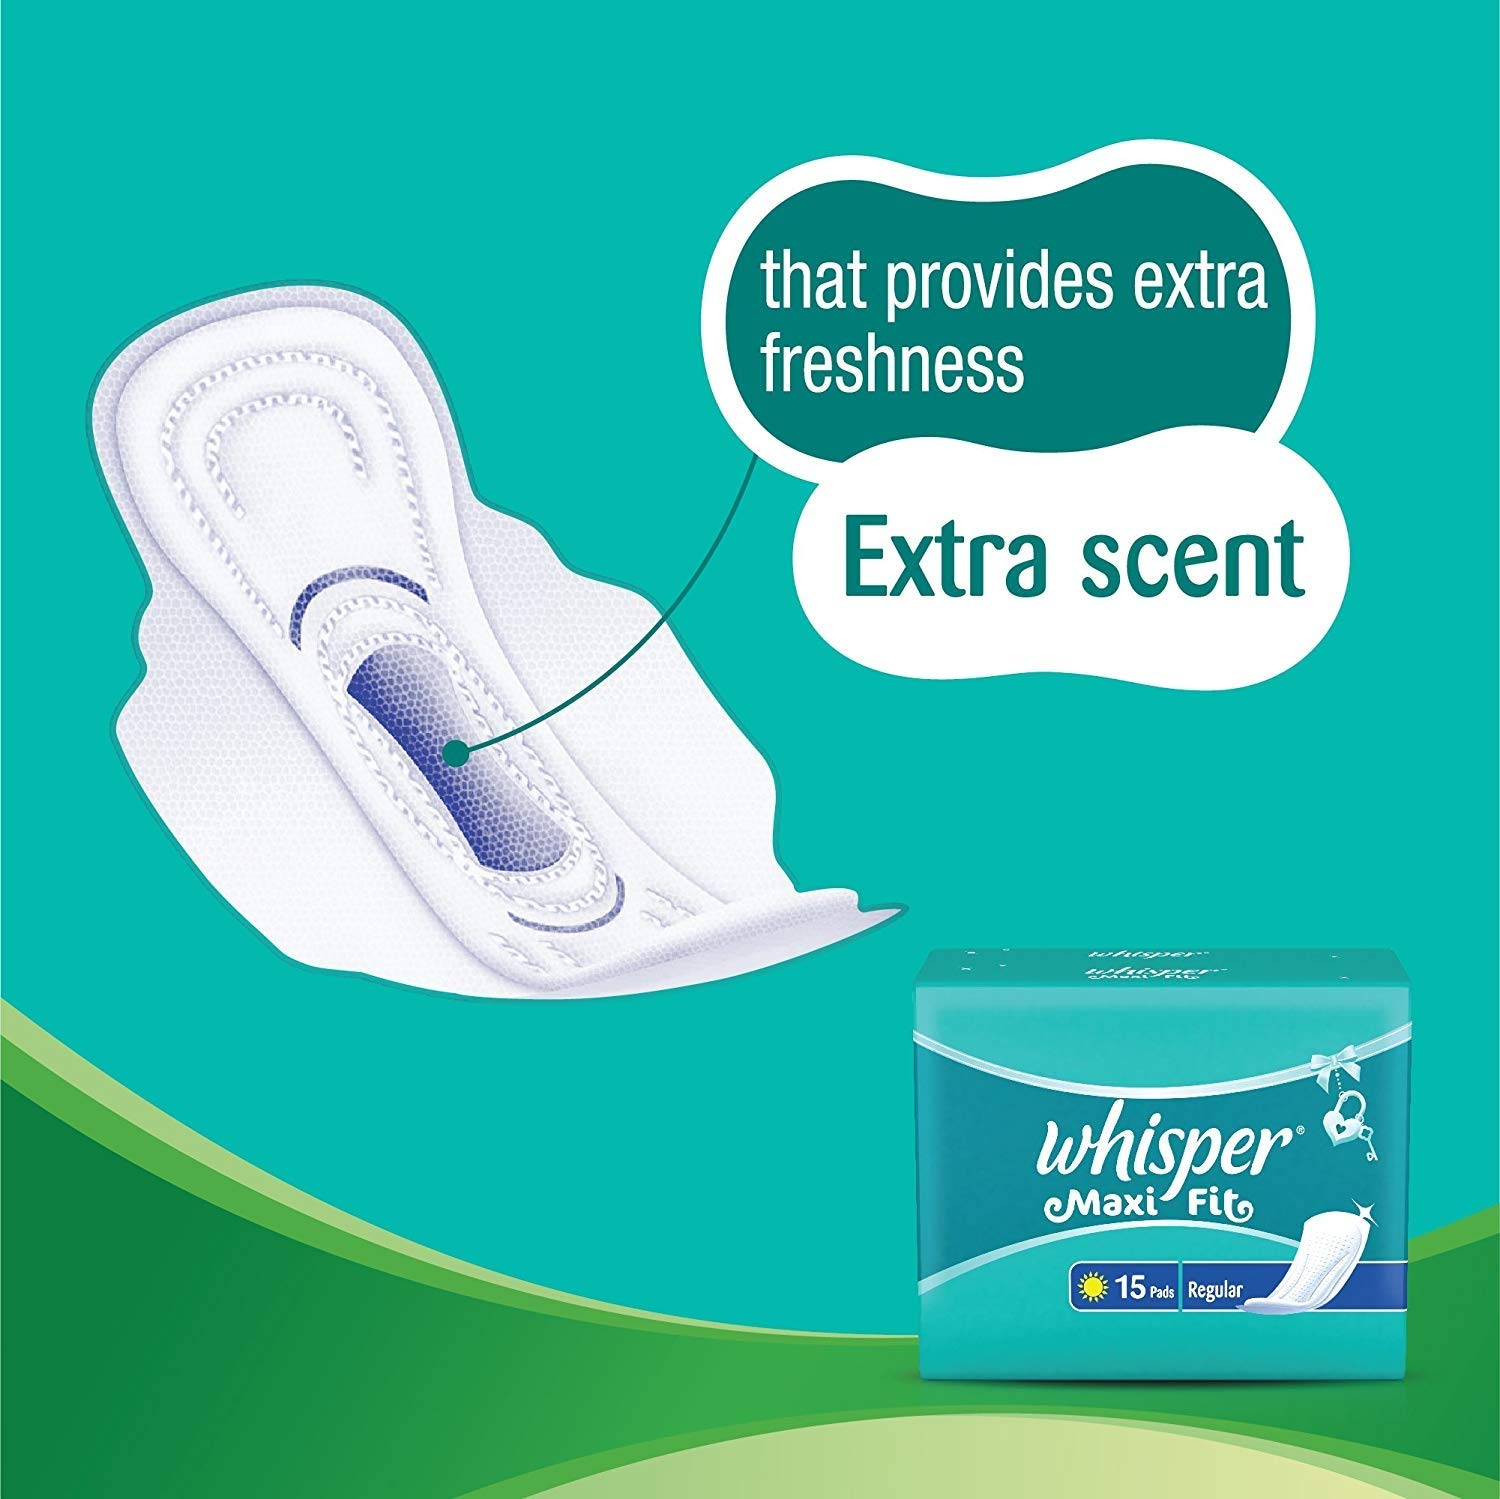 that provides extra
freshness
Extra scent
whisper
whisper
Maxi Fit
whisper®
Maxi Fit
15 Pads
Regular